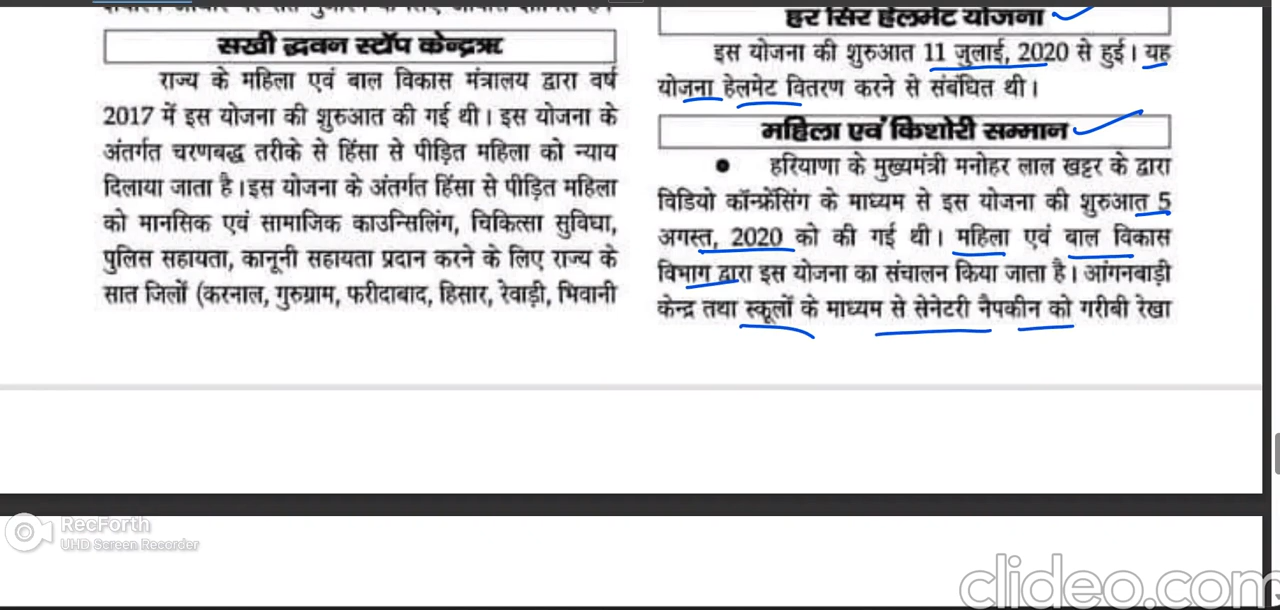 सखी द्धवन स्टॉप केन्द्रऋ
राज्य के महिला एवं बाल विकास मंत्रालय द्वारा वर्ष
2017 में इस योजना की शुरुआत की गई थी। इस योजना के
अंतर्गत चरणबद्ध तरीके से हिंसा से पीड़ित महिला को न्याय
दिलाया जाता है। इस योजना के अंतर्गत हिंसा से पीड़ित महिला
को मानसिक एवं सामाजिक काउन्सिलिंग, चिकित्सा सुविधा,
पुलिस सहायता, कानूनी सहायता प्रदान करने के लिए राज्य के
सात जिलों (करनाल, गुरुग्राम, फरीदाबाद, हिसार, रेवाड़ी, भिवानी
हर सिर हेलमेट योजना
इस योजना की शुरुआत 11 जुलाई, 2020 से हुई। यह
योजना हेलमेट वितरण करने से संबंधित थी।
महिला एवं किशोरी सम्मान
• हरियाणा के मुख्यमंत्री मनोहर लाल खट्टर के द्वारा
विडियो कॉन्फ्रेंसिंग के माध्यम से इस योजना की शुरुआत 5
अगस्त, 2020 को की गई थी। महिला एवं बाल विकास
विभाग द्वारा इस योजना का संचालन किया जाता है। आंगनबाड़ी
केन्द्र तथा स्कूलों के माध्यम से सेनेटरी नैपकीन को गरीबी रेखा
RecForth
UHD Screen Recorder
clideo.com